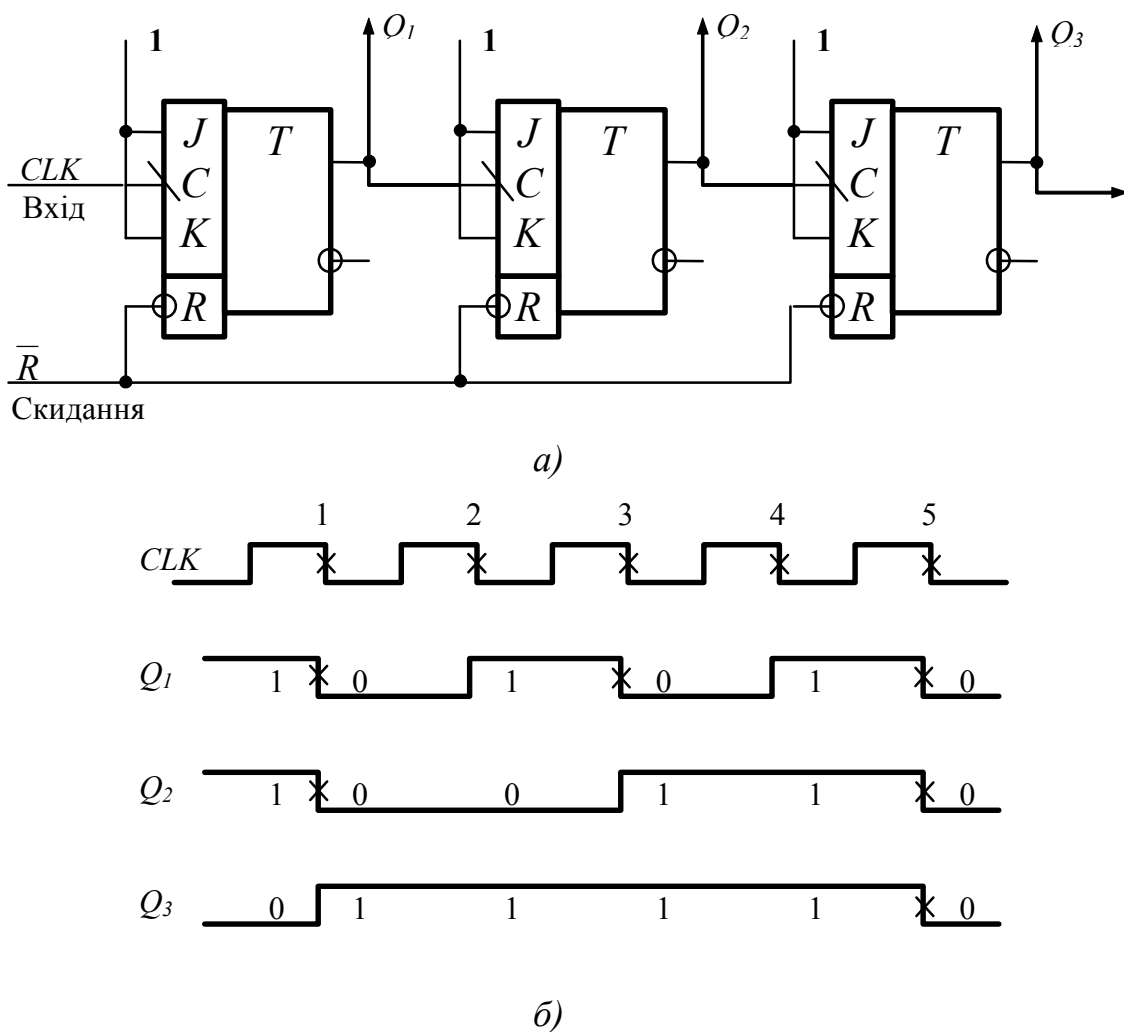 1 Q1 1 Q2 1 Q3
J T J T J T
CLK C C C
Вхід
K K K
R R R
R̅
Скидання
а)
1 2 3 4 5
CLK
Q1 1 0 1 0 1 0
Q2 1 0 0 1 1 0
Q3 0 1 1 1 1 0
б)